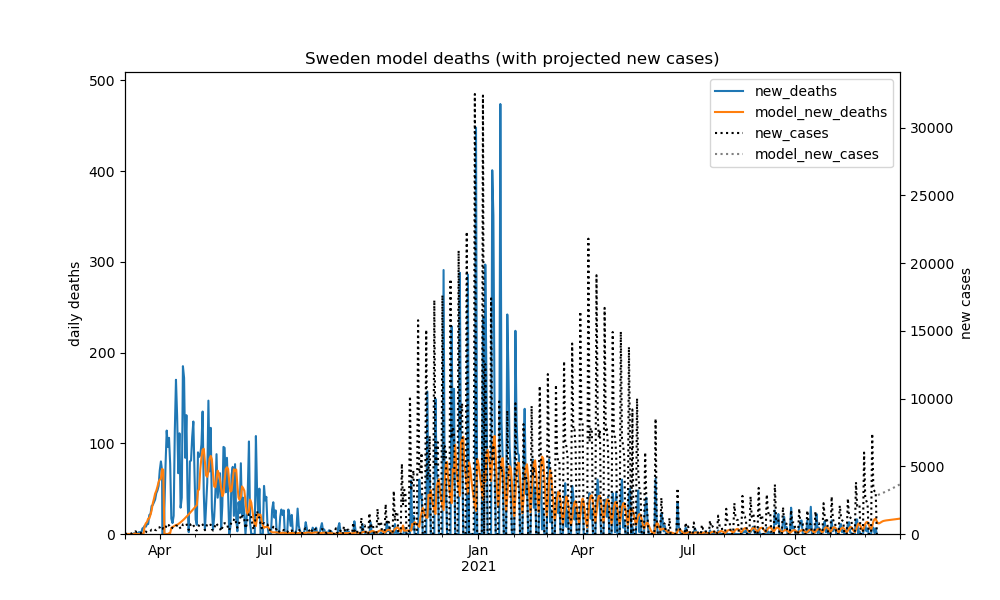 Sweden model deaths (with projected new cases)
500
400
300
200
100
0
daily deaths
30000
25000
20000
15000
10000
5000
0
new cases
new_deaths
model_new_deaths
new_cases
model_new_cases
Apr
Jul
Oct
Jan
2021
Apr
Jul
Oct